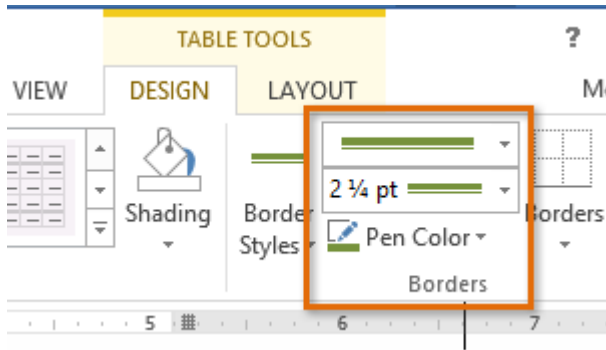 TABLE TOOLS ?
VIEW DESIGN LAYOUT M
2 ¼ pt
Shading Border Borders
Styles Pen Color
Borders
5 6 7